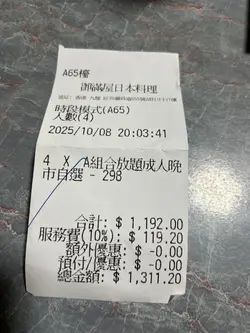 A65檯
日本料理
時段模式(A65)
人數(4)
2025/10/08 20:03:41
4 X A組合放題成人晚
市自選 - 298
合計: $ 1,192.00
服務費(10%): $ 119.20
額外優惠: $ -0.00
預付/優惠: $ -0.00
總金額: $ 1,311.20